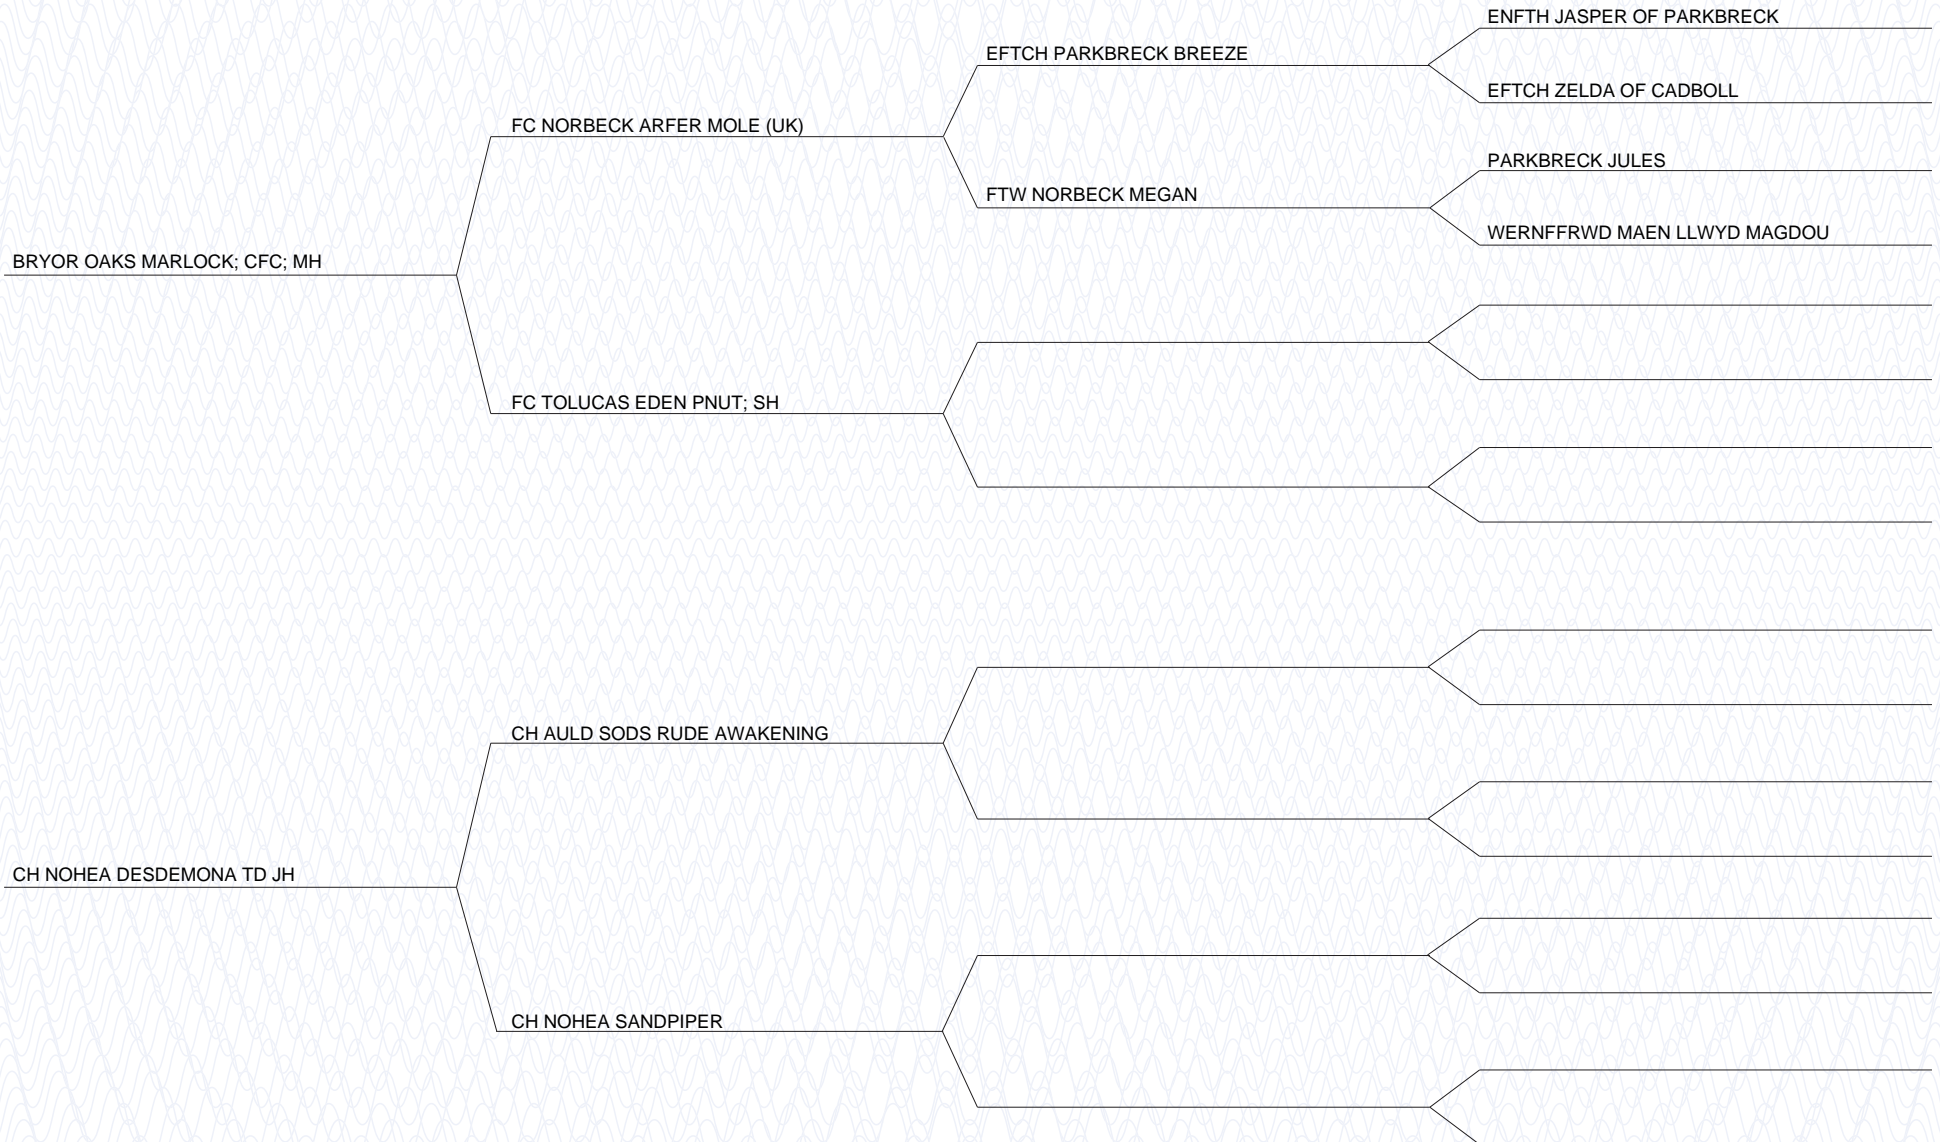 ENFTH JASPER OF PARKBRECK
EFTCH PARKBRECK BREEZE
EFTCH ZELDA OF CADBOLL
FC NORBECK ARFER MOLE (UK)
PARKBRECK JULES
FTW NORBECK MEGAN
WERNFFRWD MAEN LLWYD MAGDOU
BRYOR OAKS MARLOCK; CFC; MH
FC TOLUCAS EDEN PNUT; SH
CH AULD SODS RUDE AWAKENING
CH NOHEA DESDEMONA TD JH
CH NOHEA SANDPIPER